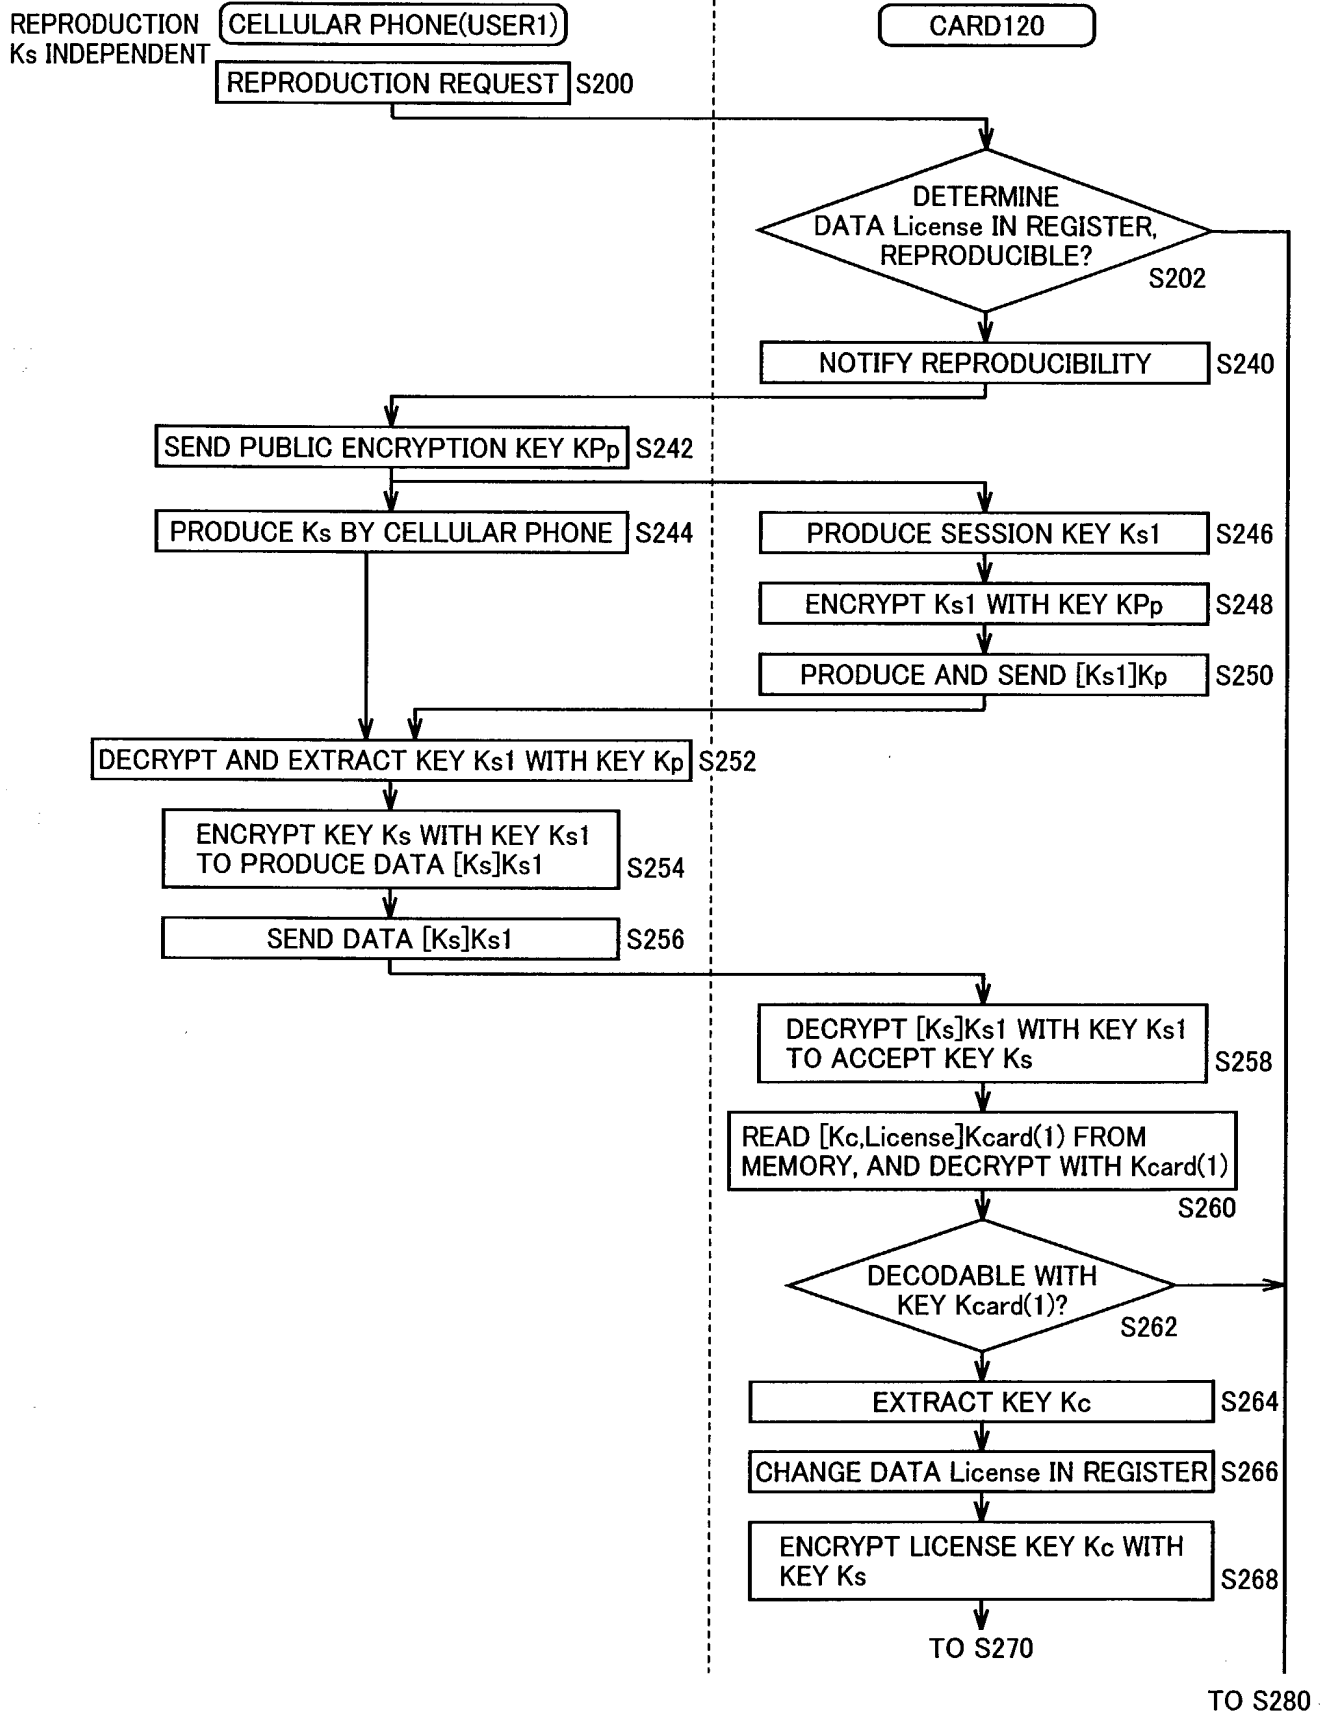 REPRODUCTION
Ks INDEPENDENT
CELLULAR PHONE(USER1)
CARD120
REPRODUCTION REQUEST
S200
DETERMINE
DATA License IN REGISTER,
REPRODUCIBLE?
S202
NOTIFY REPRODUCIBILITY
S240
SEND PUBLIC ENCRYPTION KEY KPp
S242
PRODUCE Ks BY CELLULAR PHONE
S244
PRODUCE SESSION KEY Ks1
S246
ENCRYPT Ks1 WITH KEY KPp
S248
PRODUCE AND SEND [Ks1]Kp
S250
DECRYPT AND EXTRACT KEY Ks1 WITH KEY Kp
S252
ENCRYPT KEY Ks WITH KEY Ks1
TO PRODUCE DATA [Ks]Ks1
S254
SEND DATA [Ks]Ks1
S256
DECRYPT [Ks]Ks1 WITH KEY Ks1
TO ACCEPT KEY Ks
S258
READ [Kc,License]Kcard(1) FROM
MEMORY, AND DECRYPT WITH Kcard(1)
S260
DECODABLE WITH
KEY Kcard(1)?
S262
EXTRACT KEY Kc
S264
CHANGE DATA License IN REGISTER
S266
ENCRYPT LICENSE KEY Kc WITH
KEY Ks
S268
TO S270
TO S280